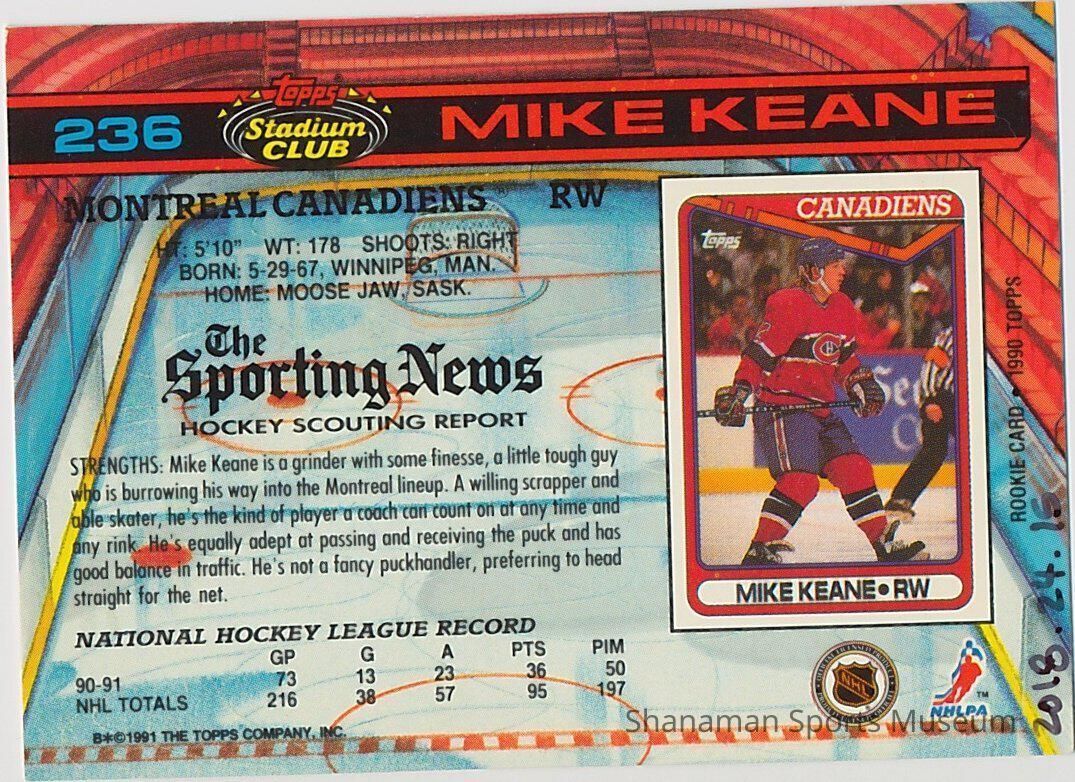 236
Topps
Stadium
CLUB
MIKE KEANE
MONTREAL CANADIENS® RW
HT: 5'10" WT: 178 SHOOTS: RIGHT
BORN: 5-29-67, WINNIPEG, MAN.
HOME: MOOSE JAW, SASK.
The
Sporting News
HOCKEY SCOUTING REPORT
STRENGTHS: Mike Keane is a grinder with some finesse, a little tough guy
who is burrowing his way into the Montreal lineup. A willing scrapper and
able skater, he's the kind of player a coach can count on at any time and
any rink. He's equally adept at passing and receiving the puck and has
good balance in traffic. He's not a fancy puckhandler, preferring to head
straight for the net.
NATIONAL HOCKEY LEAGUE RECORD
GP G A PTS PIM
90-91 73 13 23 36 50
NHL TOTALS 216 38 57 95 197
B*©1991 THE TOPPS COMPANY, INC.
CANADIENS
Topps
MIKE KEANE•RW
ROOKIE CARD • 1990 TOPPS
NHL
NHLPA
TM
2018.24.12
Shanaman Sports Museum